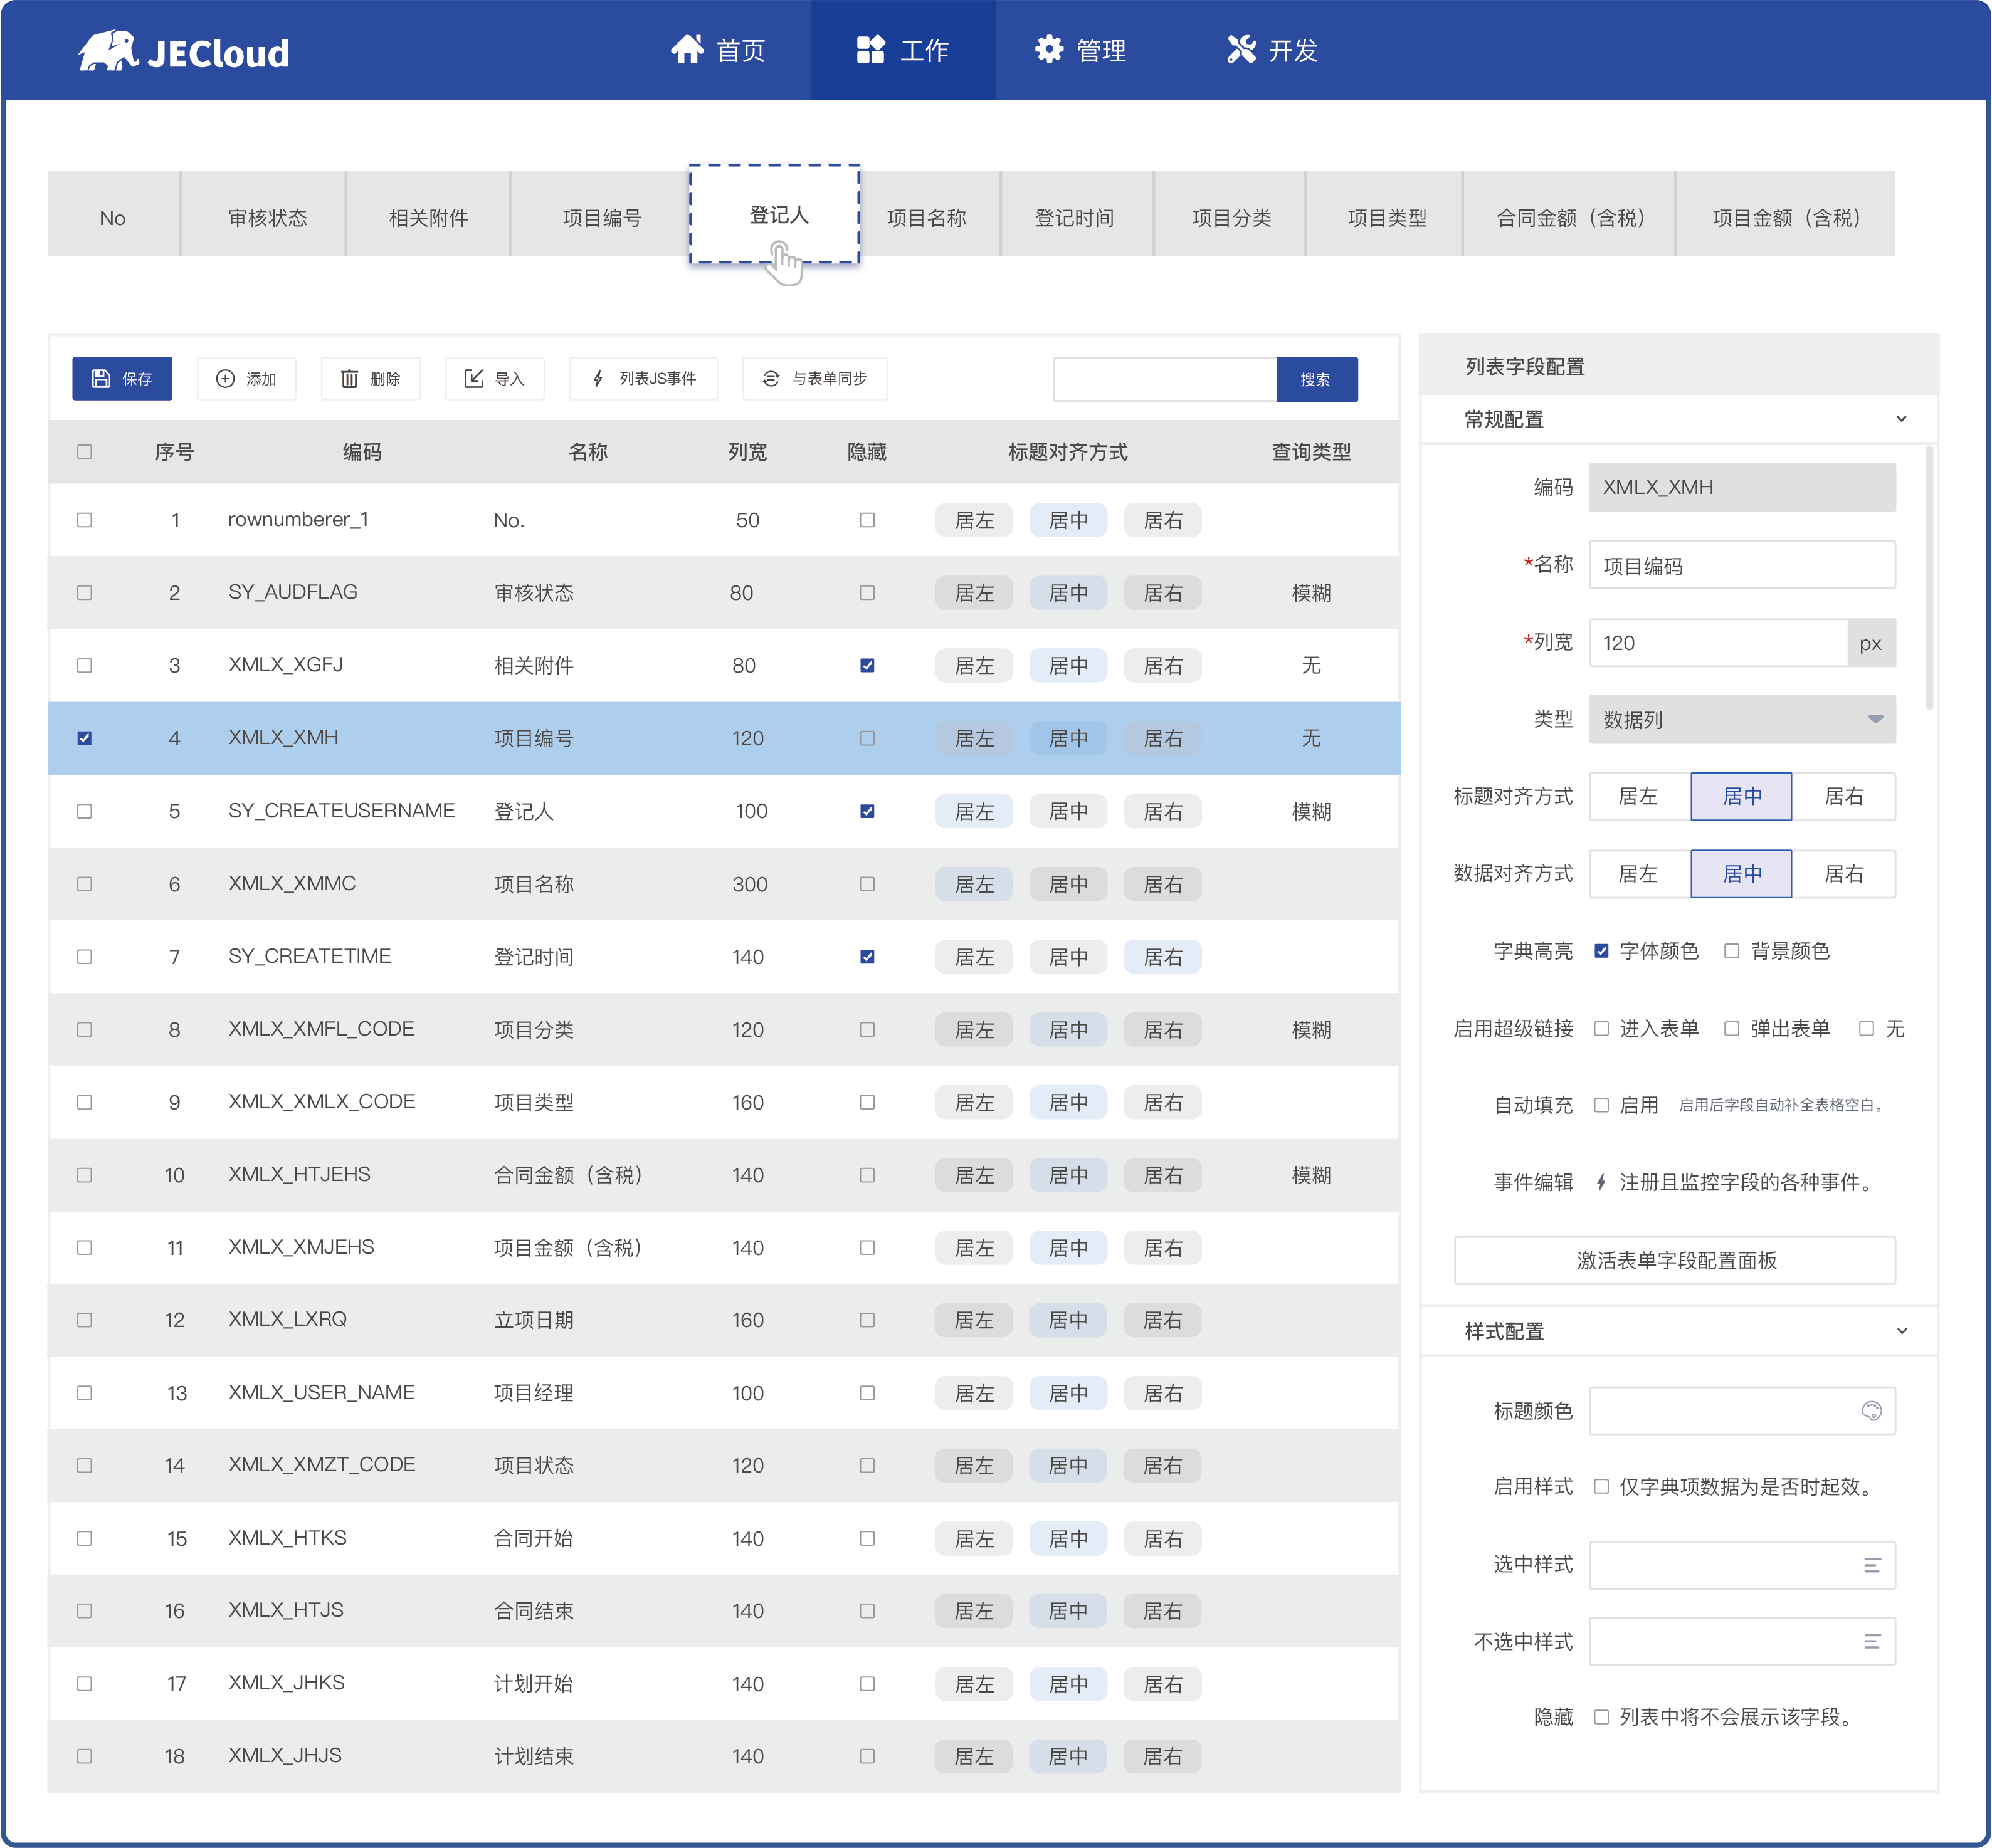 JECloud
首页 工作 管理 开发
No 审核状态 相关附件 项目编号 登记人 项目名称 登记时间 项目分类 项目类型 合同金额（含税） 项目金额（含税）
保存 添加 删除 导入 列表JS事件 与表单同步 搜索
序号 编码 名称 列宽 隐藏 标题对齐方式 查询类型
1 rownumberer_1 No. 50 居左 居中 居右
2 SY_AUDFLAG 审核状态 80 居左 居中 居右 模糊
3 XMLX_XGFJ 相关附件 80 居左 居中 居右 无
4 XMLX_XMH 项目编号 120 居左 居中 居右 无
5 SY_CREATEUSERNAME 登记人 100 居左 居中 居右 模糊
6 XMLX_XMMC 项目名称 300 居左 居中 居右
7 SY_CREATETIME 登记时间 140 居左 居中 居右
8 XMLX_XMFL_CODE 项目分类 120 居左 居中 居右 模糊
9 XMLX_XMLX_CODE 项目类型 160 居左 居中 居右
10 XMLX_HTJEHS 合同金额（含税） 140 居左 居中 居右 模糊
11 XMLX_XMJEHS 项目金额（含税） 140 居左 居中 居右
12 XMLX_LXRQ 立项日期 160 居左 居中 居右
13 XMLX_USER_NAME 项目经理 100 居左 居中 居右
14 XMLX_XMZT_CODE 项目状态 120 居左 居中 居右
15 XMLX_HTKS 合同开始 140 居左 居中 居右
16 XMLX_HTJS 合同结束 140 居左 居中 居右
17 XMLX_JHKS 计划开始 140 居左 居中 居右
18 XMLX_JHJS 计划结束 140 居左 居中 居右
列表字段配置
常规配置
编码 XMLX_XMH
*名称 项目编码
*列宽 120 px
类型 数据列
标题对齐方式 居左 居中 居右
数据对齐方式 居左 居中 居右
字典高亮 字体颜色 背景颜色
启用超级链接 进入表单 弹出表单 无
自动填充 启用 启用后字段自动补全表格空白。
事件编辑 注册且监控字段的各种事件。
激活表单字段配置面板
样式配置
标题颜色
启用样式 仅字典项数据为是否时起效。
选中样式
不选中样式
隐藏 列表中将不会展示该字段。